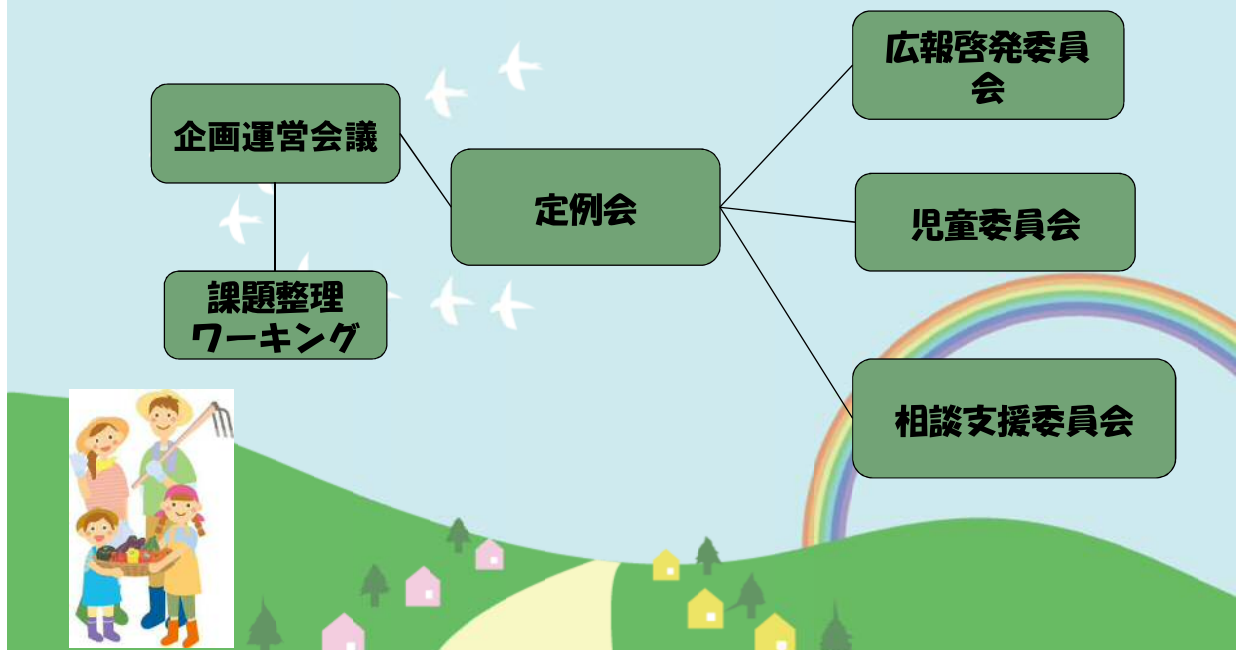 企画運営会議
課題整理
ワーキング
定例会
広報啓発委員
会
児童委員会
相談支援委員会